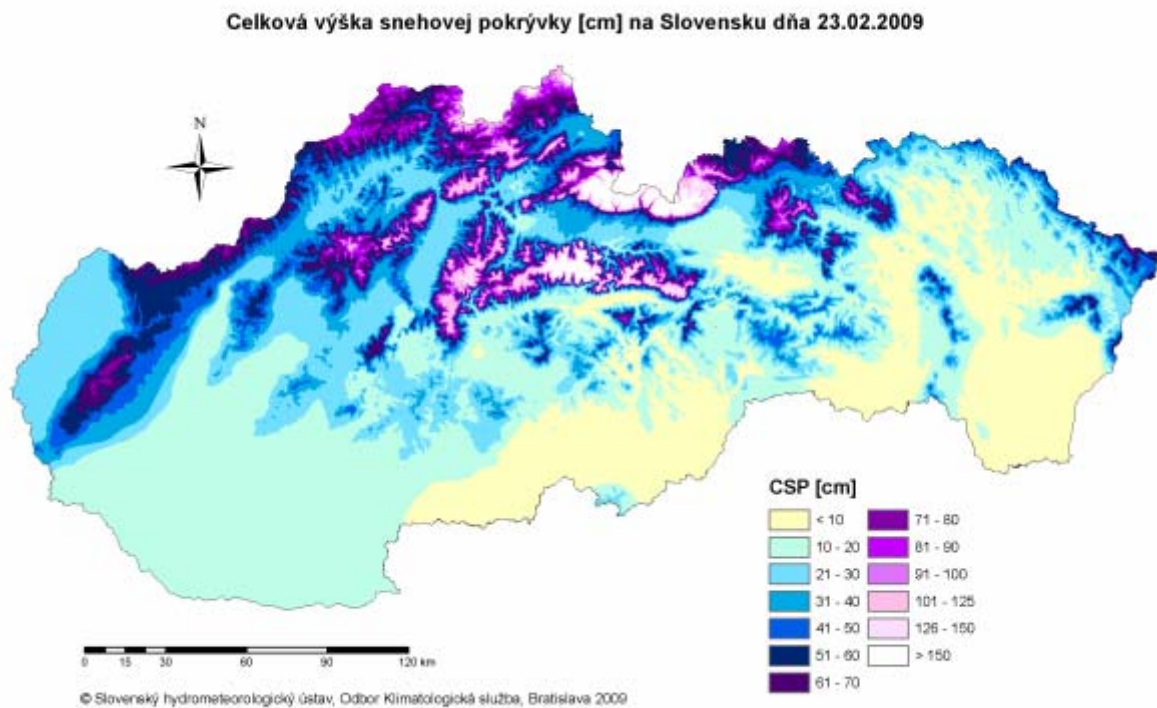 Celková výška snehovej pokrývky [cm] na Slovensku dňa 23.02.2009
N
CSP [cm]
< 10
10 - 20
21 - 30
31 - 40
41 - 50
51 - 60
61 - 70
71 - 80
81 - 90
91 - 100
101 - 125
126 - 150
> 150
0 15 30 60 90 120 km
© Slovenský hydrometeorologický ústav, Odbor Klimatologická služba, Bratislava 2009